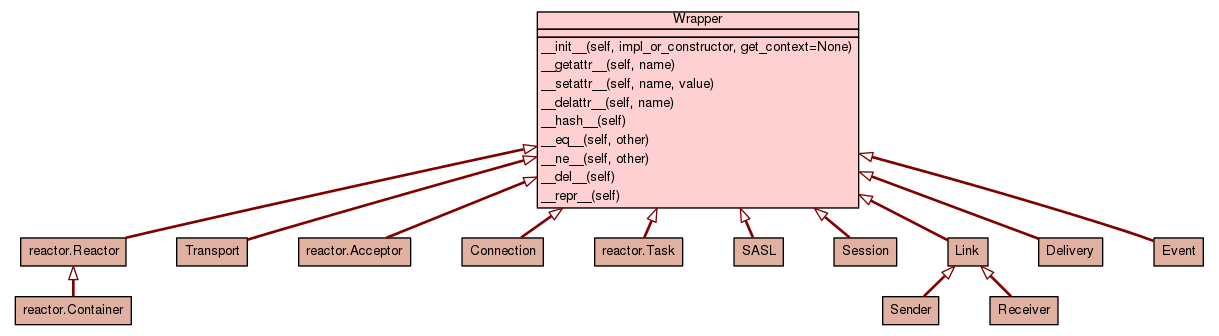 Wrapper
__init__(self, impl_or_constructor, get_context=None)
__getattr__(self, name)
__setattr__(self, name, value)
__delattr__(self, name)
__hash__(self)
__eq__(self, other)
__ne__(self, other)
__del__(self)
__repr__(self)
reactor.Reactor
Transport
reactor.Acceptor
Connection
reactor.Task
SASL
Session
Link
Delivery
Event
reactor.Container
Sender
Receiver